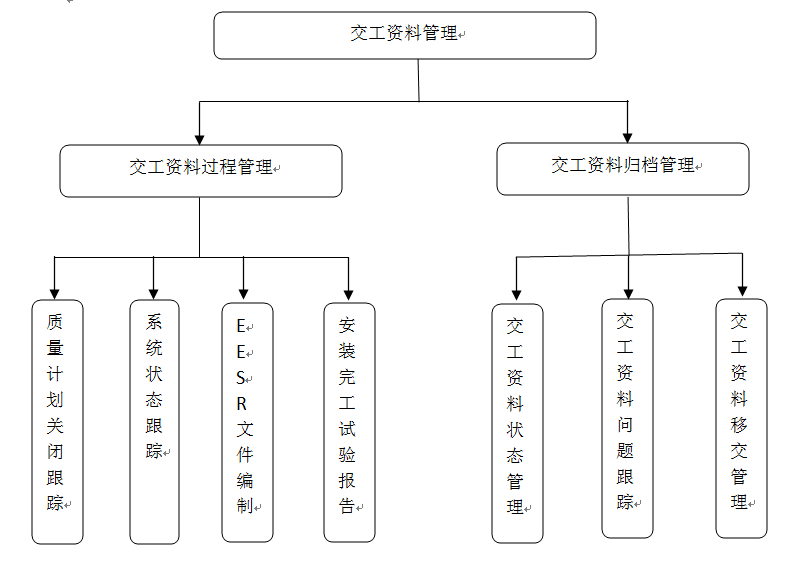 交工资料管理
交工资料过程管理
交工资料归档管理
质量计划关闭跟踪
系统状态跟踪
EESR文件编制
安装完工试验报告
交工资料状态管理
交工资料问题跟踪
交工资料移交管理